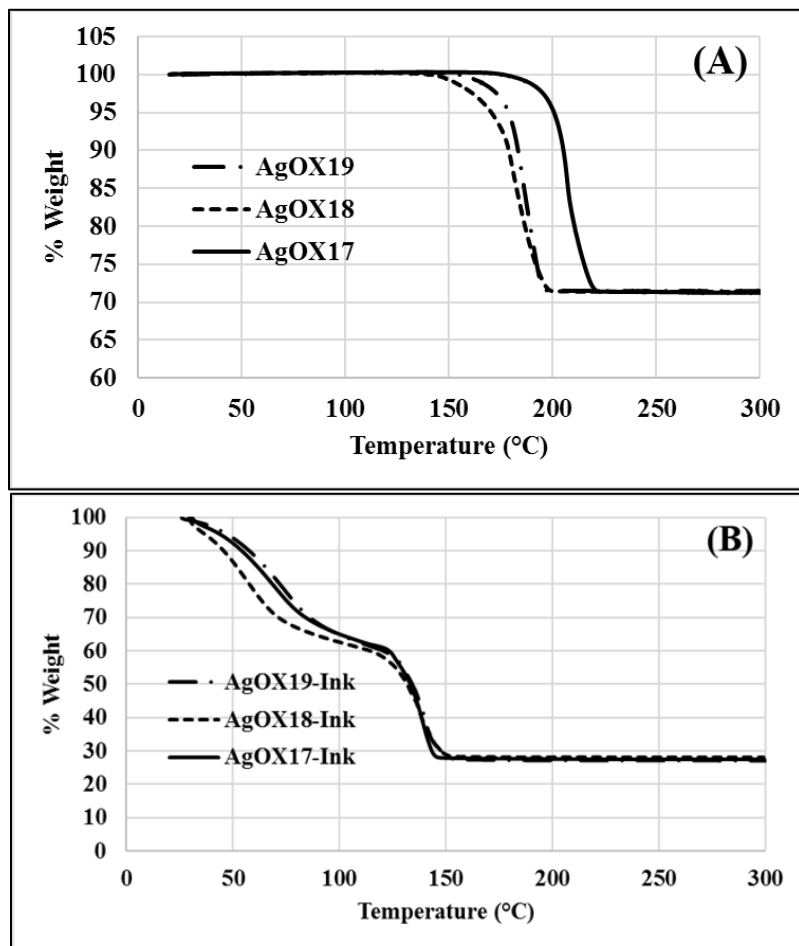 (A)
105
100
95
90
85
80
75
70
65
60
% Weight
AgOX19
AgOX18
AgOX17
0 50 100 150 200 250 300
Temperature (°C)
(B)
100
90
80
70
60
50
40
30
20
10
0
% Weight
AgOX19-Ink
AgOX18-Ink
AgOX17-Ink
0 50 100 150 200 250 300
Temperature (°C)